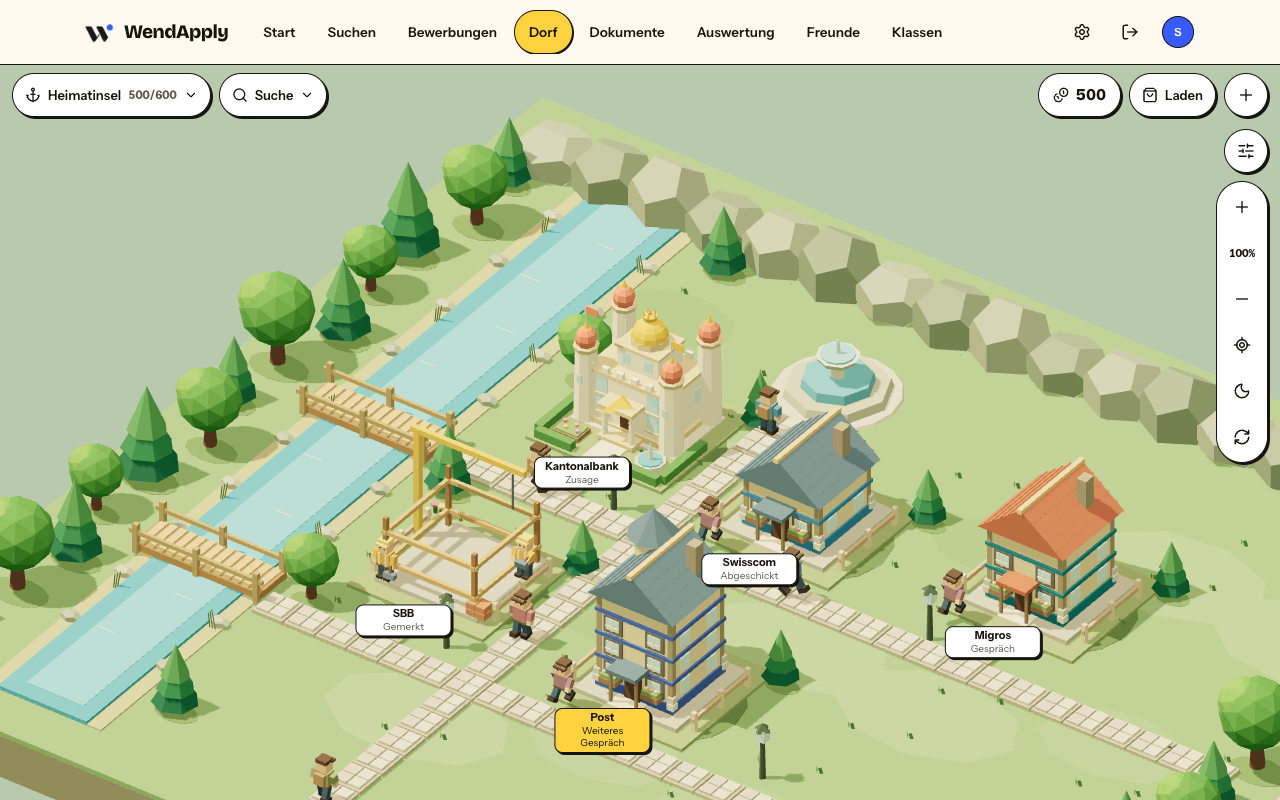 WendApply
Start
Suchen
Bewerbungen
Dorf
Dokumente
Auswertung
Freunde
Klassen
S
Heimatinsel 500/600
Suche
500
Laden
100%
Kantonalbank
Zusage
Swisscom
Abgeschickt
SBB
Gemerkt
Migros
Gespräch
Post
Weiteres
Gespräch